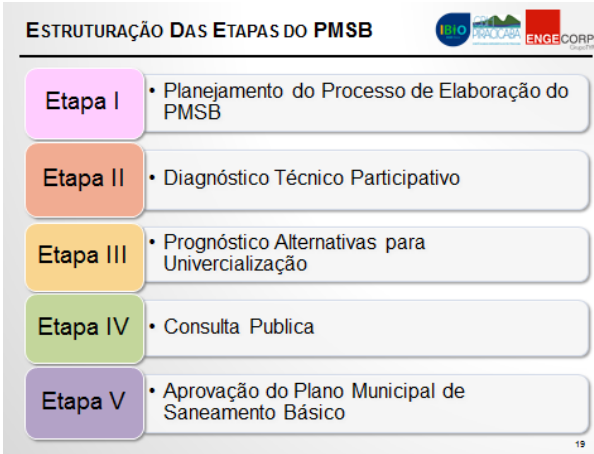 ESTRUTURAÇÃO DAS ETAPAS DO PMSB
IBIO
PIRACICABA
ENGECORPS
Etapa I
• Planejamento do Processo de Elaboração do
PMSB
Etapa II
• Diagnóstico Técnico Participativo
Etapa III
• Prognóstico Alternativas para
Univercialização
Etapa IV
• Consulta Publica
Etapa V
• Aprovação do Plano Municipal de
Saneamento Básico
19